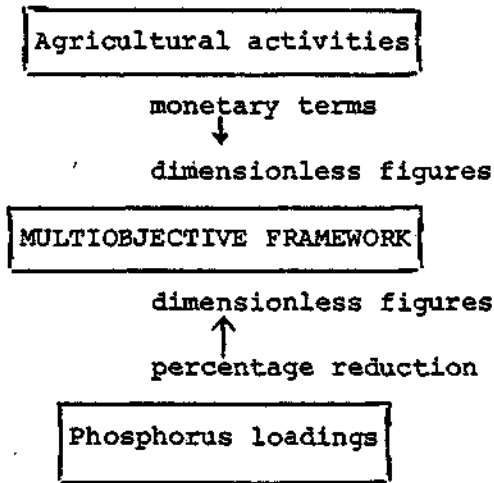 Agricultural activities
monetary terms
dimensionless figures
MULTIOBJECTIVE FRAMEWORK
dimensionless figures
percentage reduction
Phosphorus loadings